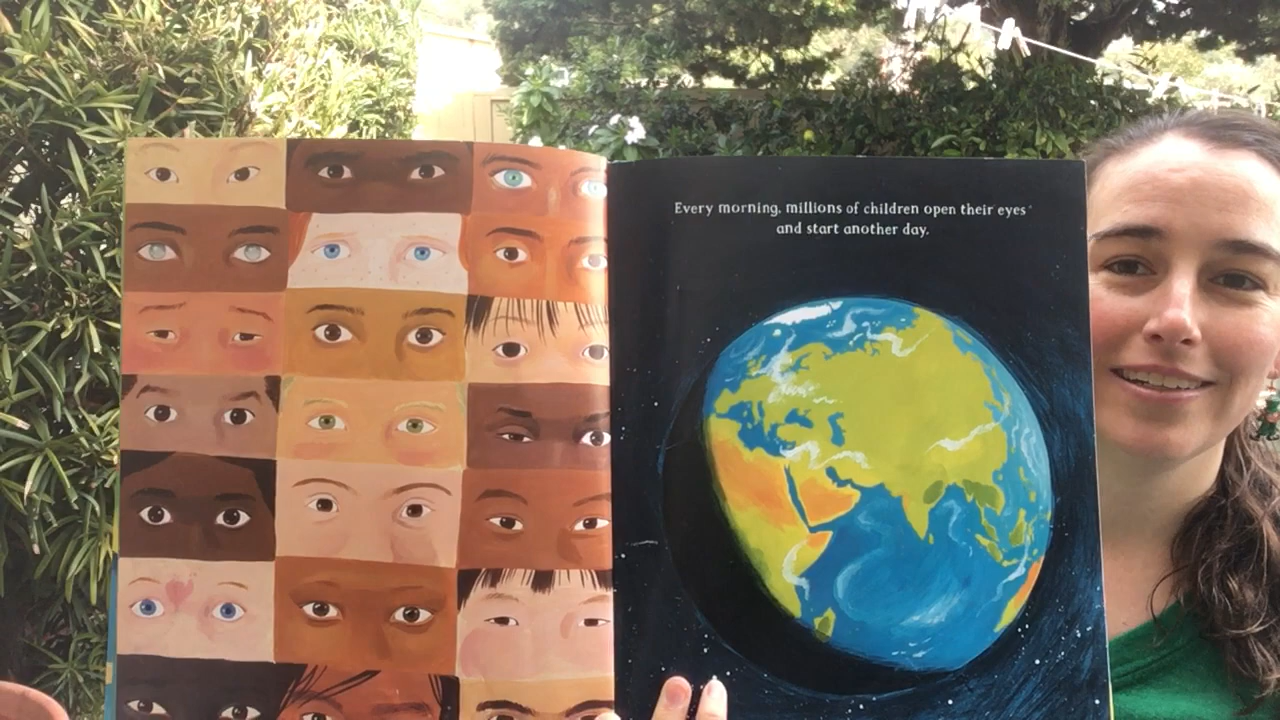 Every morning, millions of children open their eyes
and start another day.